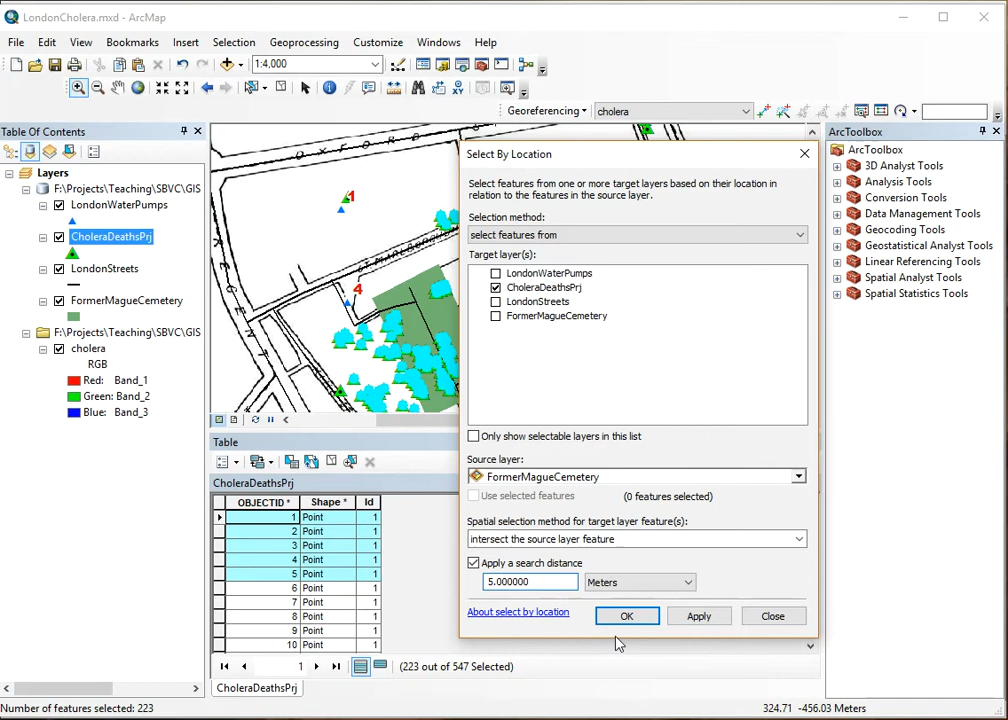 LondonCholera.mxd - ArcMap
File Edit View Bookmarks Insert Selection Geoprocessing Customize Windows Help
1:4,000
Georeferencing cholera
Table Of Contents
Layers
F:\Projects\Teaching\SBVC\GIS
LondonWaterPumps
CholeraDeathsPrj
LondonStreets
FormerMagueCemetery
F:\Projects\Teaching\SBVC\GIS
cholera
RGB
Red: Band_1
Green: Band_2
Blue: Band_3
OXFORD S
1
4
Select By Location
Select features from one or more target layers based on their location in
relation to the features in the source layer.
Selection method:
select features from
Target layer(s):
LondonWaterPumps
CholeraDeathsPrj
LondonStreets
FormerMagueCemetery
Only show selectable layers in this list
Source layer:
FormerMagueCemetery
Use selected features (0 features selected)
Spatial selection method for target layer feature(s):
intersect the source layer feature
Apply a search distance
5.000000 Meters
About select by location OK Apply Close
ArcToolbox
ArcToolbox
3D Analyst Tools
Analysis Tools
Conversion Tools
Data Management Tools
Geocoding Tools
Geostatistical Analyst Tools
Linear Referencing Tools
Spatial Analyst Tools
Spatial Statistics Tools
Table
CholeraDeathsPrj
OBJECTID * Shape * Id
1 Point 1
2 Point 1
3 Point 1
4 Point 1
5 Point 1
6 Point 1
7 Point 1
8 Point 1
9 Point 1
10 Point 1
1 (223 out of 547 Selected)
CholeraDeathsPrj
Number of features selected: 223
324.71 -456.03 Meters